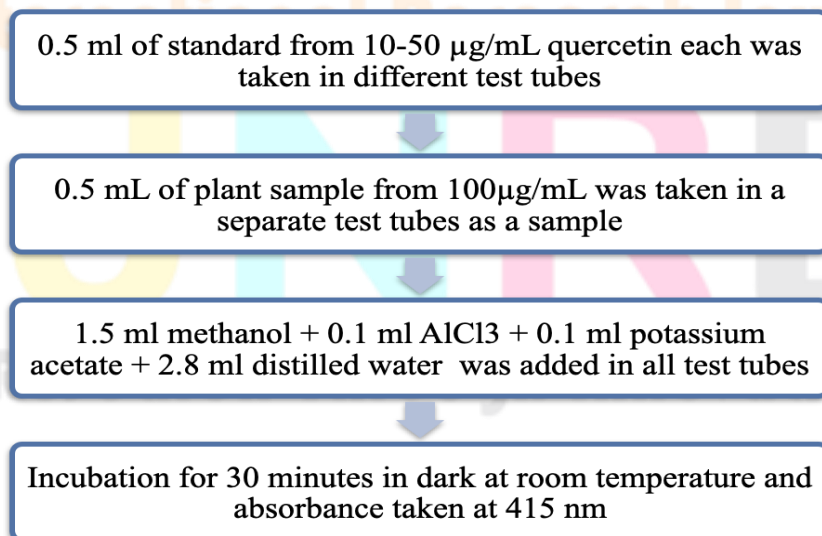 0.5 ml of standard from 10-50 µg/mL quercetin each was
taken in different test tubes
0.5 mL of plant sample from 100µg/mL was taken in a
separate test tubes as a sample
1.5 ml methanol + 0.1 ml AlCl3 + 0.1 ml potassium
acetate + 2.8 ml distilled water was added in all test tubes
Incubation for 30 minutes in dark at room temperature and
absorbance taken at 415 nm